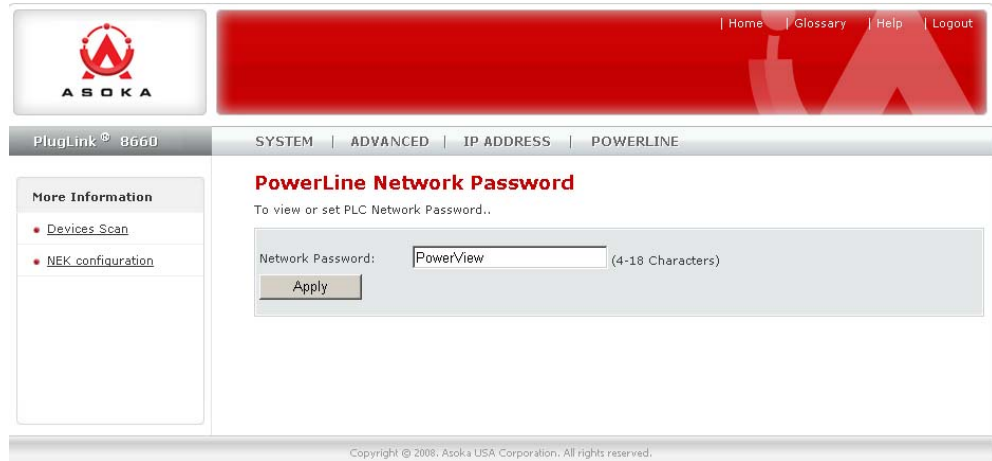 | Home | Glossary | Help | Logout
ASOKA
PlugLink ® 8660
SYSTEM | ADVANCED | IP ADDRESS | POWERLINE
More Information
Devices Scan
NEK configuration
PowerLine Network Password
To view or set PLC Network Password..
Network Password: PowerView (4-18 Characters)
Apply
Copyright @ 2008. Asoka USA Corporation. All rights reserved.